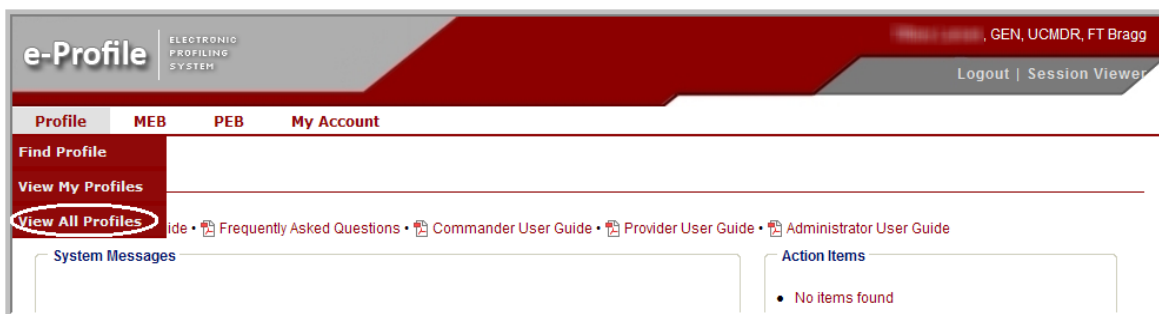 e-Profile
ELECTRONIC
PROFILING
SYSTEM
, GEN, UCMDR, FT Bragg
Logout | Session Viewer
Profile MEB PEB My Account
Find Profile
View My Profiles
View All Profiles
ide • Frequently Asked Questions • Commander User Guide • Provider User Guide • Administrator User Guide
System Messages
Action Items
• No items found